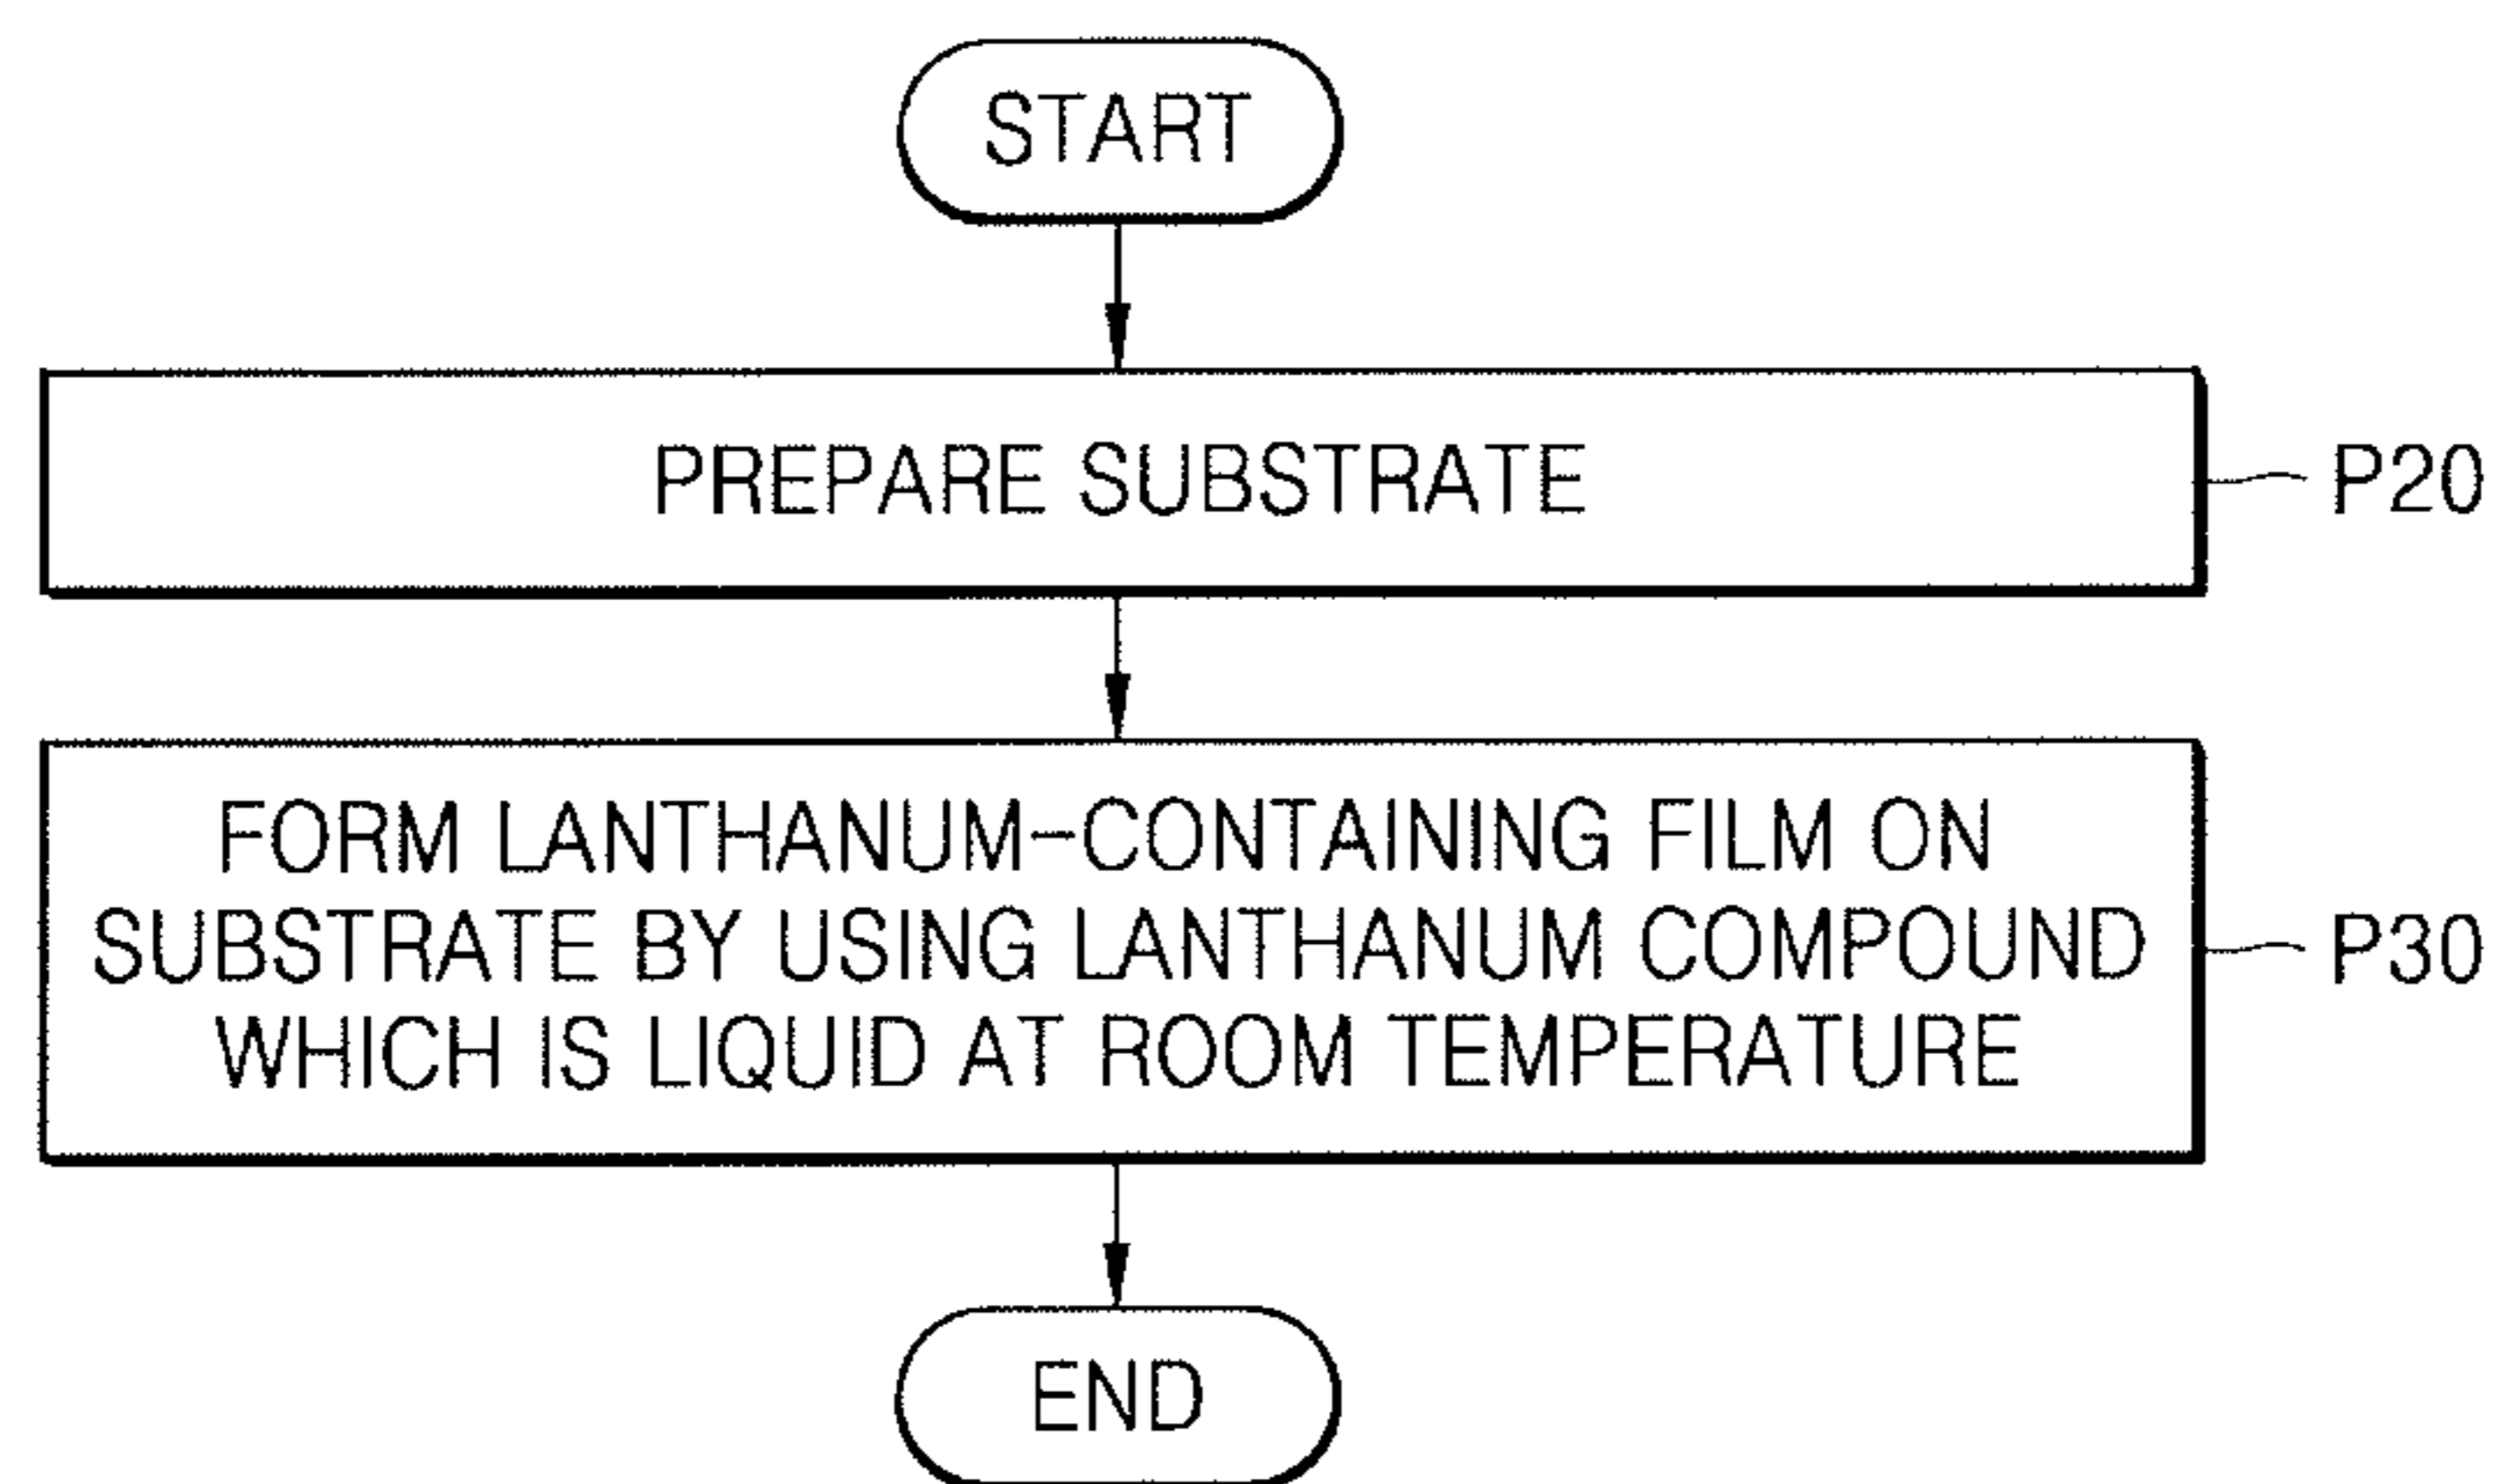 START
PREPARE SUBSTRATE
P20
FORM LANTHANUM-CONTAINING FILM ON
SUBSTRATE BY USING LANTHANUM COMPOUND
P30
WHICH IS LIQUID AT ROOM TEMPERATURE
END